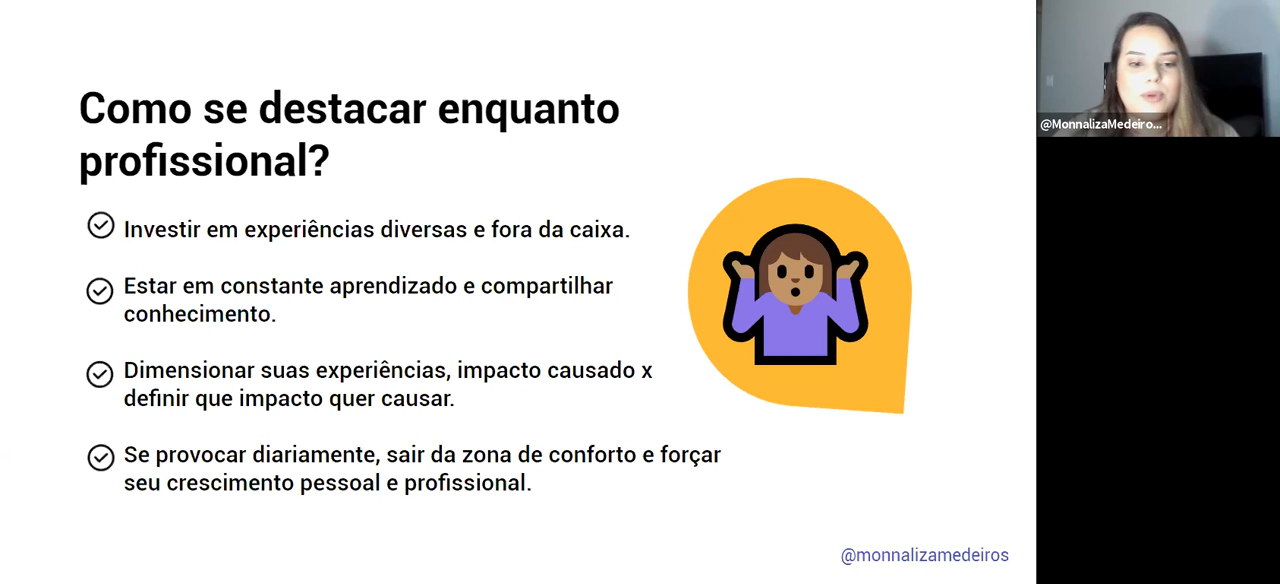 Como se destacar enquanto
profissional?
Investir em experiências diversas e fora da caixa.
Estar em constante aprendizado e compartilhar
conhecimento.
Dimensionar suas experiências, impacto causado x
definir que impacto quer causar.
Se provocar diariamente, sair da zona de conforto e forçar
seu crescimento pessoal e profissional.
@monnalizamedeiros
@MonnalizaMedeiro...